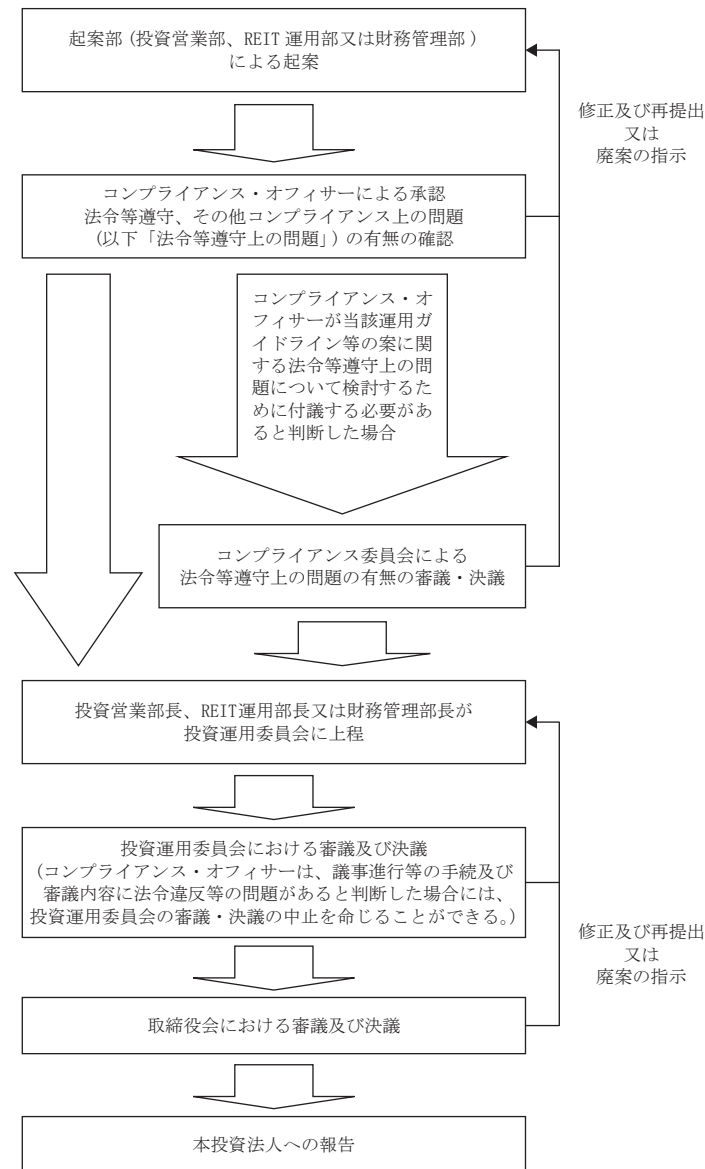 起案部 (投資営業部、REIT 運用部又は財務管理部 )
による起案
修正及び再提出
又は
廃案の指示
コンプライアンス・オフィサーによる承認
法令等遵守、その他コンプライアンス上の問題
(以下「法令等遵守上の問題」) の有無の確認
コンプライアンス・オ
フィサーが当該運用ガ
イドライン等の案に関
する法令等遵守上の問
題について検討するた
めに付議する必要があ
ると判断した場合
コンプライアンス委員会による
法令等遵守上の問題の有無の審議・決議
投資営業部長、REIT運用部長又は財務管理部長が
投資運用委員会に上程
投資運用委員会における審議及び決議
(コンプライアンス・オフィサーは、議事進行等の手続及び
審議内容に法令違反等の問題があると判断した場合には、
投資運用委員会の審議・決議の中止を命じることができる。)
修正及び再提出
又は
廃案の指示
取締役会における審議及び決議
本投資法人への報告